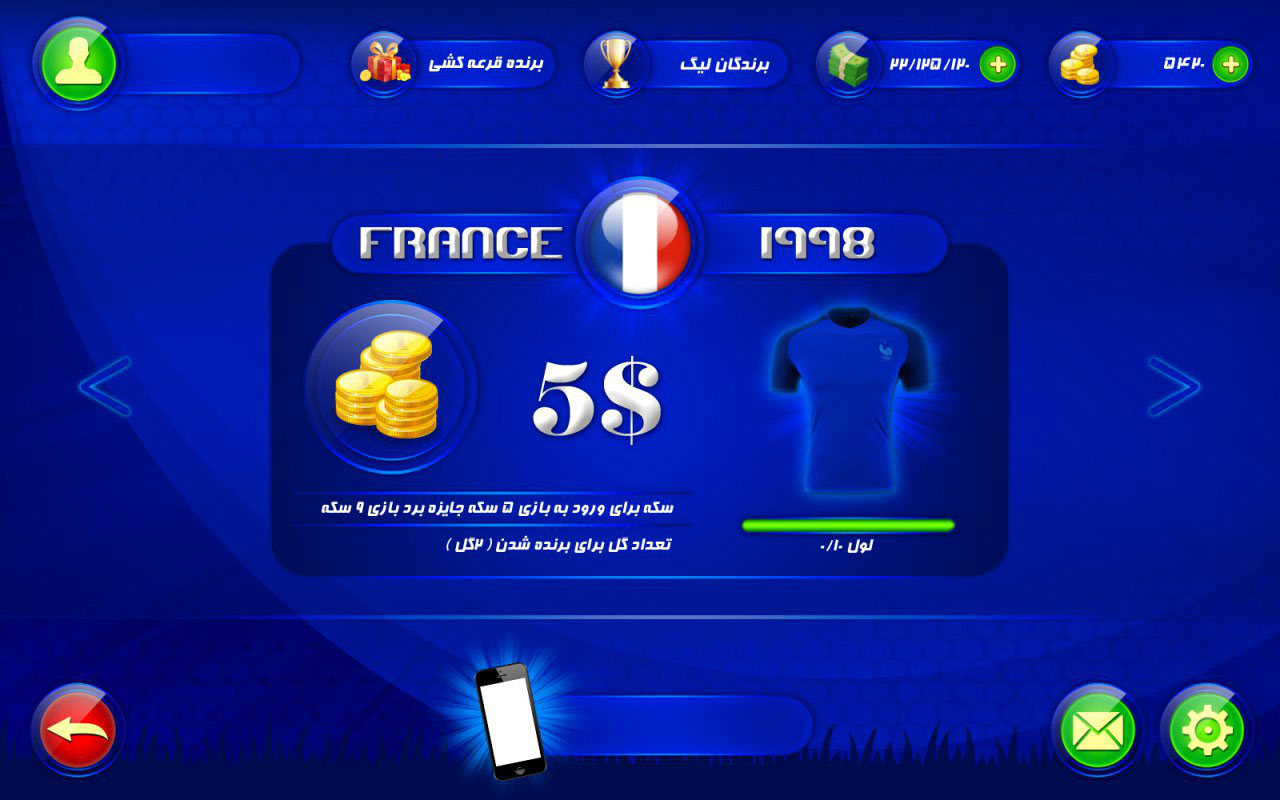 برنده قرعه کشی
برندگان لیگ
۲۲/۱۲۵/۱۲۰
۵۴۲۰
FRANCE
1998
5$
سکه برای ورود به بازی ۵ سکه جایزه برد بازی ۹ سکه
تعداد گل برای برنده شدن ( ۲گل )
لول ۰/۱۰